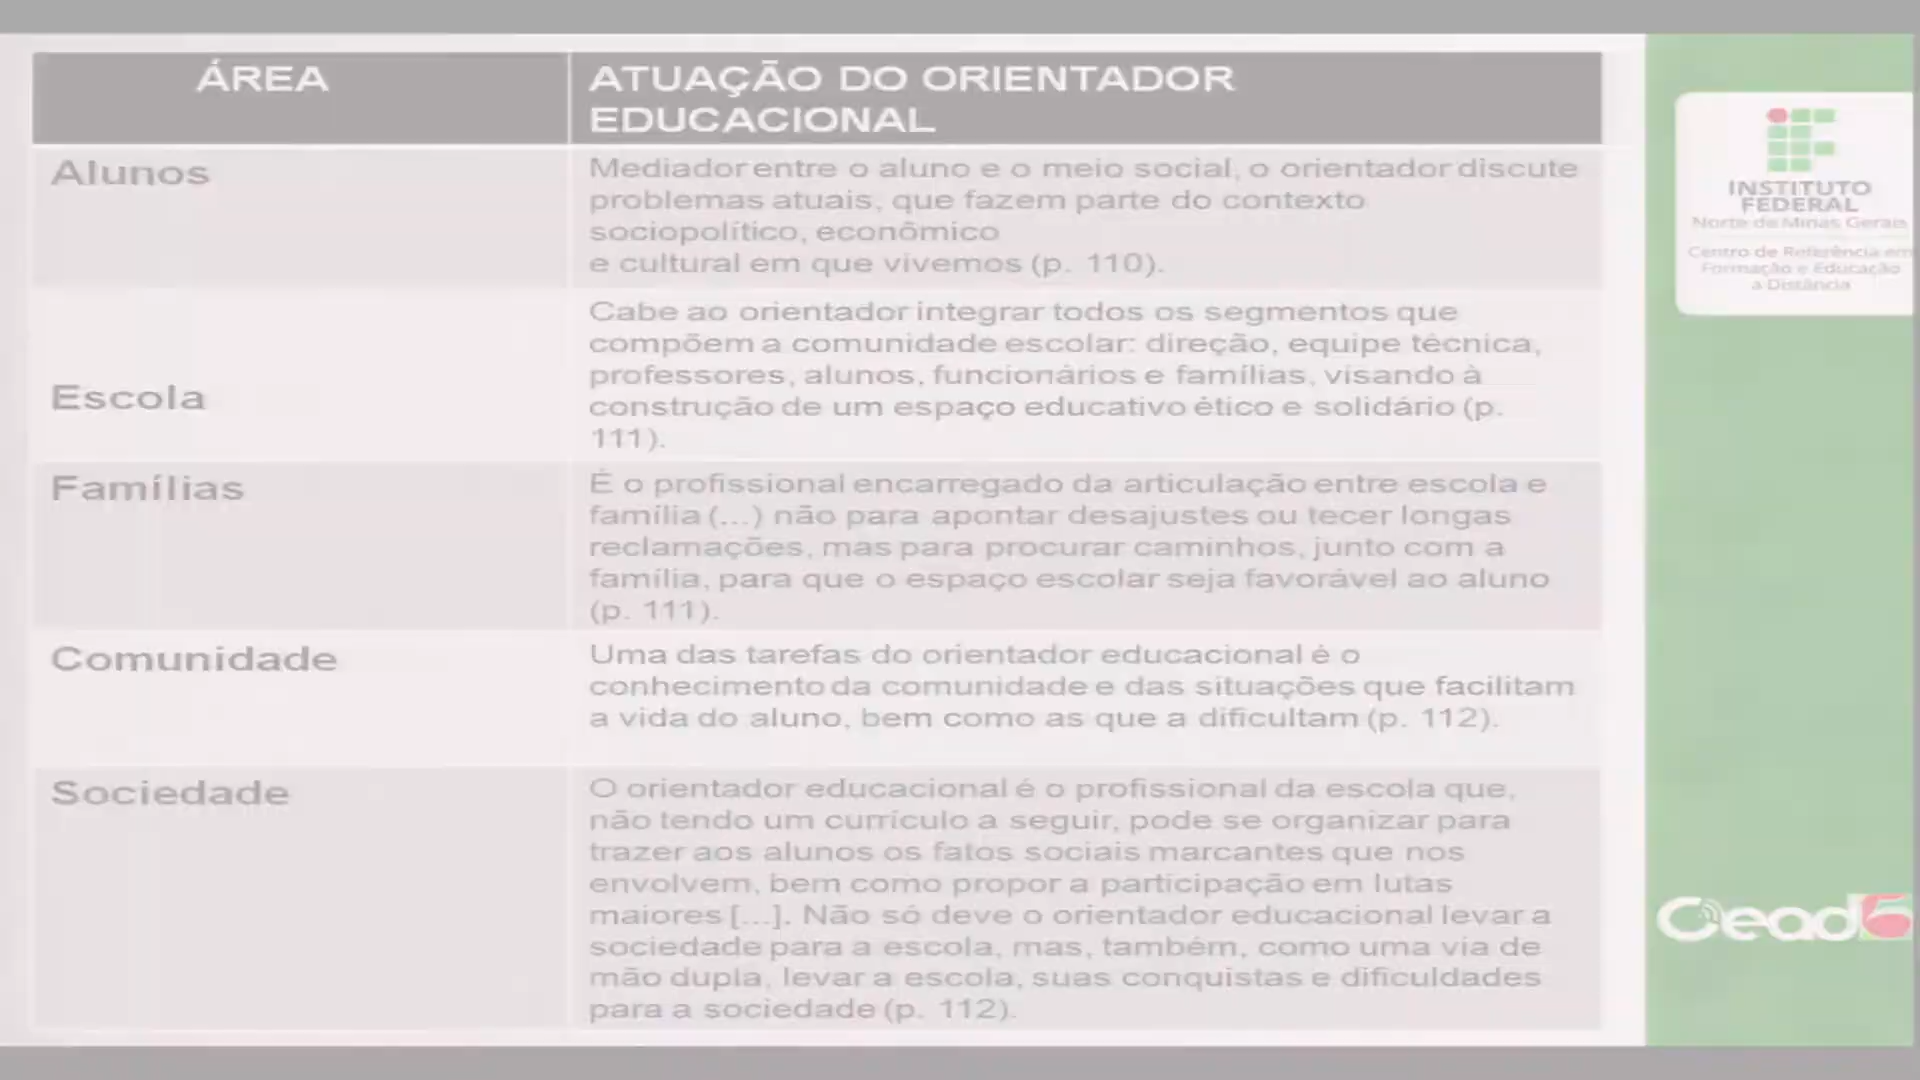 ÁREA
ATUAÇÃO DO ORIENTADOR
EDUCACIONAL
Alunos
Mediador entre o aluno e o meio social, o orientador discute
problemas atuais, que fazem parte do contexto
sociopolítico, econômico
e cultural em que vivemos (p. 110).
Escola
Cabe ao orientador integrar todos os segmentos que
compõem a comunidade escolar: direção, equipe técnica,
professores, alunos, funcionários e famílias, visando à
construção de um espaço educativo ético e solidário (p.
111).
Famílias
É o profissional encarregado da articulação entre escola e
família (...) não para apontar desajustes ou tecer longas
reclamações, mas para procurar caminhos, junto com a
família, para que o espaço escolar seja favorável ao aluno
(p. 111).
Comunidade
Uma das tarefas do orientador educacional é o
conhecimento da comunidade e das situações que facilitam
a vida do aluno, bem como as que a dificultam (p. 112).
Sociedade
O orientador educacional é o profissional da escola que,
não tendo um currículo a seguir, pode se organizar para
trazer aos alunos os fatos sociais marcantes que nos
envolvem, bem como propor a participação em lutas
maiores [...]. Não só deve o orientador educacional levar a
sociedade para a escola, mas, também, como uma via de
mão dupla, levar a escola, suas conquistas e dificuldades
para a sociedade (p. 112).
INSTITUTO
FEDERAL
Norte de Minas Gerais
Centro de Referência em
Formação e Educação
a Distância
Cead5